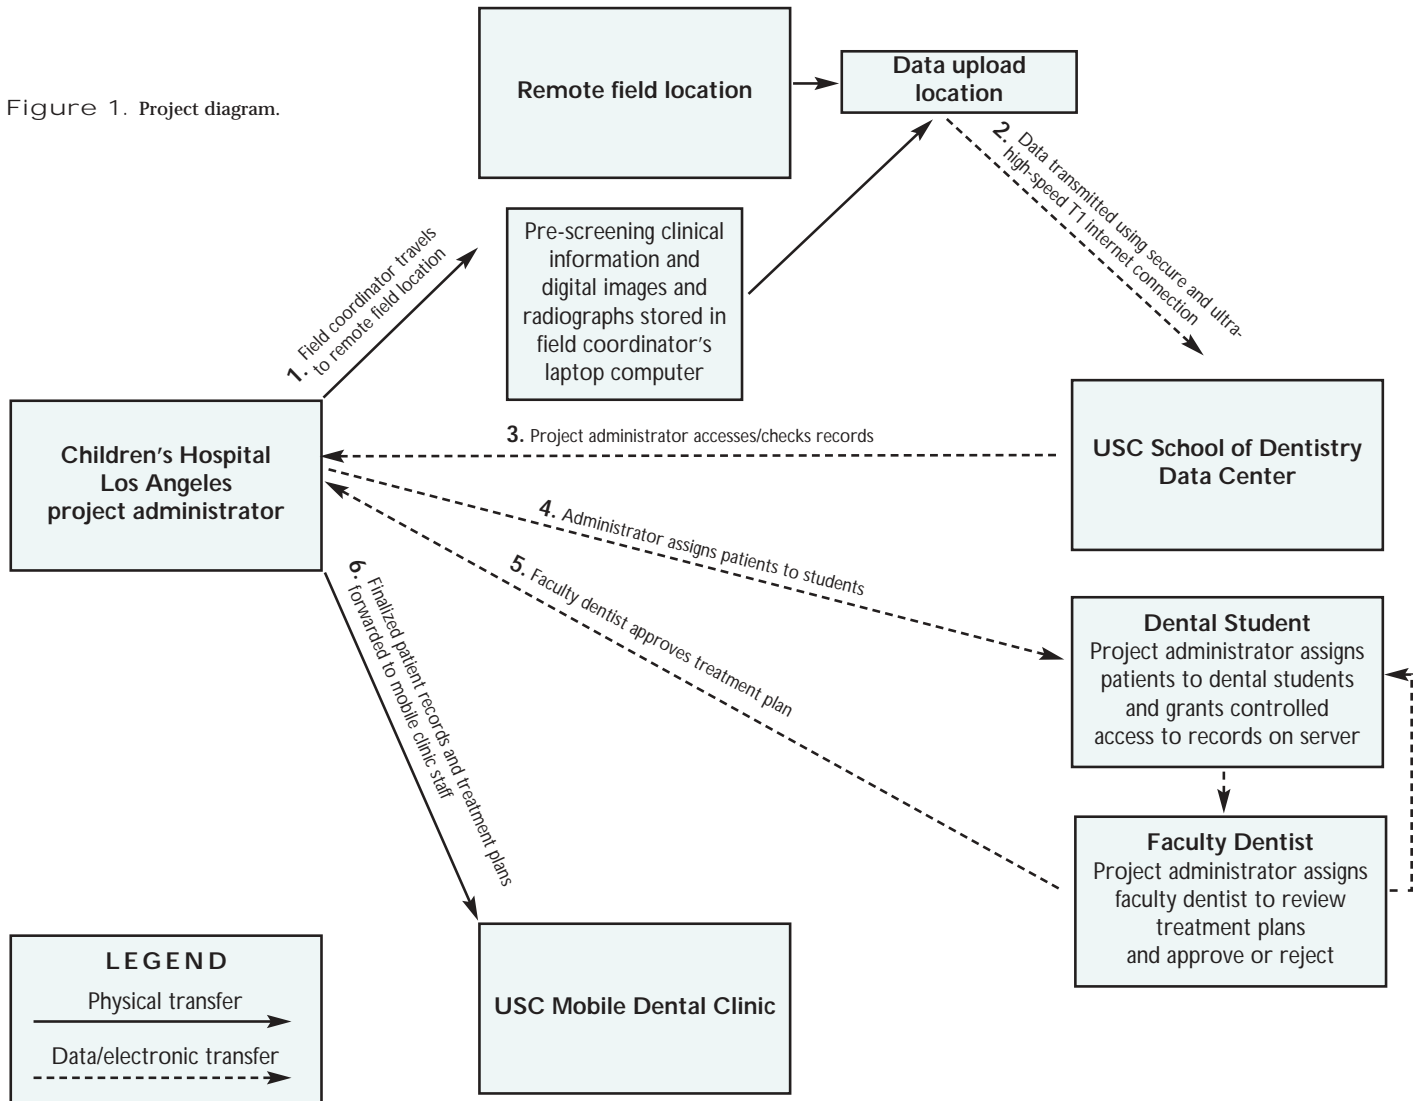 Figure 1. Project diagram.
Remote field location
Data upload
location
2. Data transmitted using secure and ultra-
high-speed T1 internet connection
1. Field coordinator travels
to remote field location
Pre-screening clinical
information and
digital images and
radiographs stored in
field coordinator's
laptop computer
Children's Hospital
Los Angeles
project administrator
3. Project administrator accesses/checks records
USC School of Dentistry
Data Center
4. Administrator assigns patients to students
5. Faculty dentist approves treatment plan
6. Finalized patient records and treatment plans
forwarded to mobile clinic staff
Dental Student
Project administrator assigns
patients to dental students
and grants controlled
access to records on server
Faculty Dentist
Project administrator assigns
faculty dentist to review
treatment plans
and approve or reject
USC Mobile Dental Clinic
LEGEND
Physical transfer
Data/electronic transfer